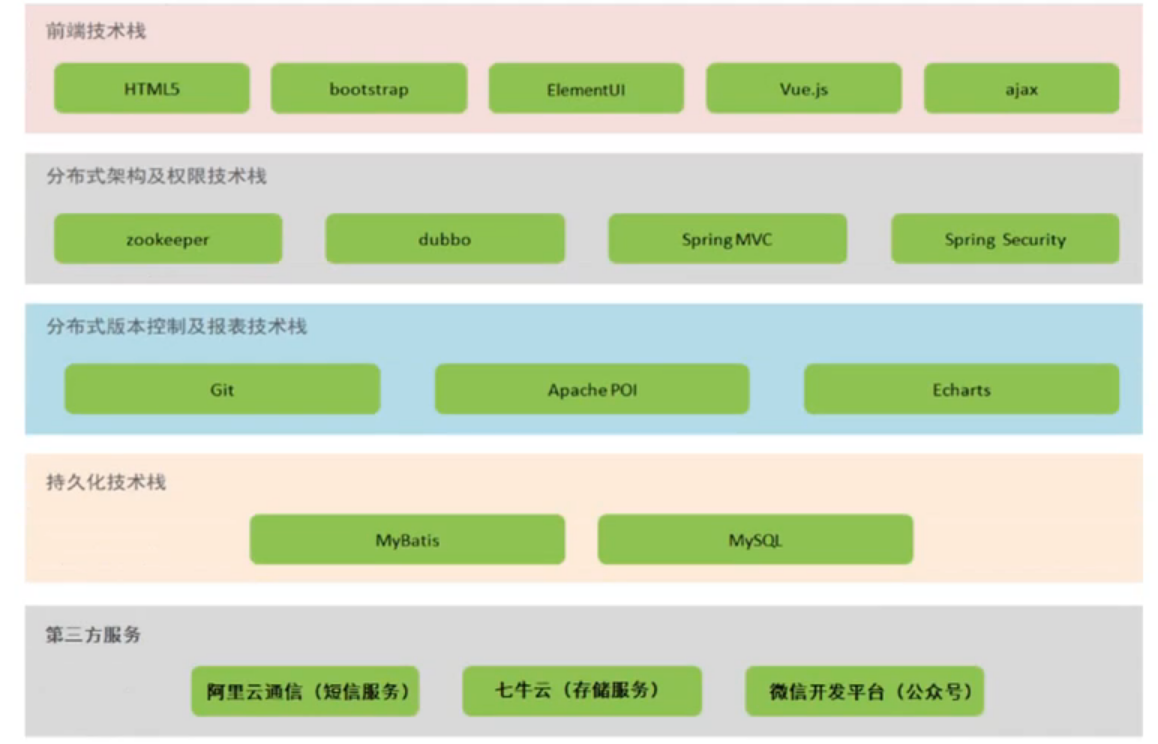 前端技术栈
HTML5 bootstrap ElementUI Vue.js ajax
分布式架构及权限技术栈
zookeeper dubbo Spring MVC Spring Security
分布式版本控制及报表技术栈
Git Apache POI Echarts
持久化技术栈
MyBatis MySQL
第三方服务
阿里云通信（短信服务） 七牛云（存储服务） 微信开发平台（公众号）